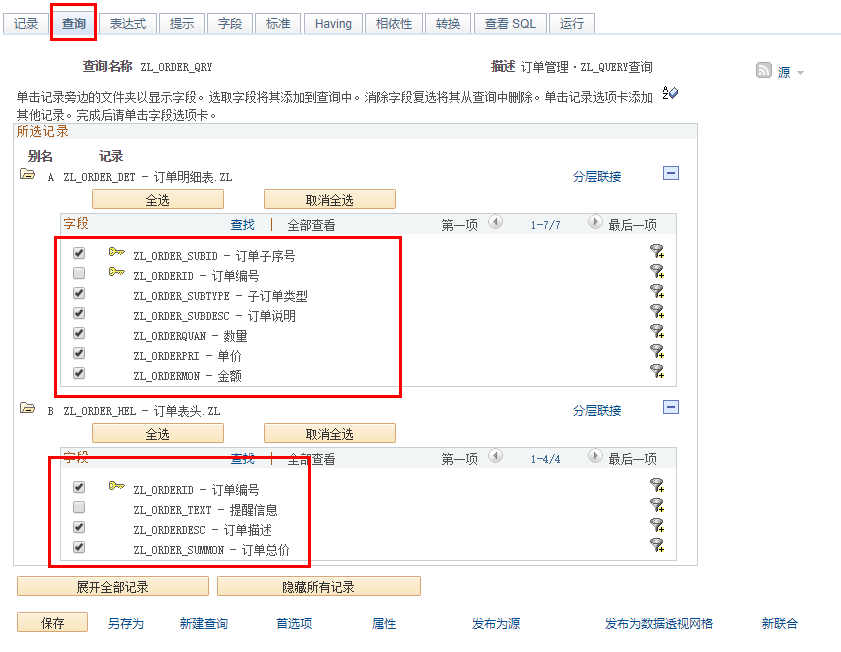 记录 查询 表达式 提示 字段 标准 Having 相依性 转换 查看 SQL 运行
查询名称 ZL_ORDER_QRY 描述 订单管理·ZL_QUERY查询 源
单击记录旁边的文件夹以显示字段。选取字段将其添加到查询中。消除字段复选将其从查询中删除。单击记录选项卡添加
其他记录。完成后请单击字段选项卡。
所选记录
别名 记录
A ZL_ORDER_DET - 订单明细表.ZL 分层联接
全选 取消全选
字段 查找 | 全部查看 第一项 1-7/7 最后一项
ZL_ORDER_SUBID - 订单子序号
ZL_ORDERID - 订单编号
ZL_ORDER_SUBTYPE - 子订单类型
ZL_ORDER_SUBDESC - 订单说明
ZL_ORDERQUAN - 数量
ZL_ORDERPRI - 单价
ZL_ORDERMON - 金额
B ZL_ORDER_HEL - 订单表头.ZL 分层联接
全选 取消全选
字段 查找 | 全部查看 第一项 1-4/4 最后一项
ZL_ORDERID - 订单编号
ZL_ORDER_TEXT - 提醒信息
ZL_ORDERDESC - 订单描述
ZL_ORDER_SUMMON - 订单总价
展开全部记录 隐藏所有记录
保存 另存为 新建查询 首选项 属性 发布为源 发布为数据透视网格 新联合